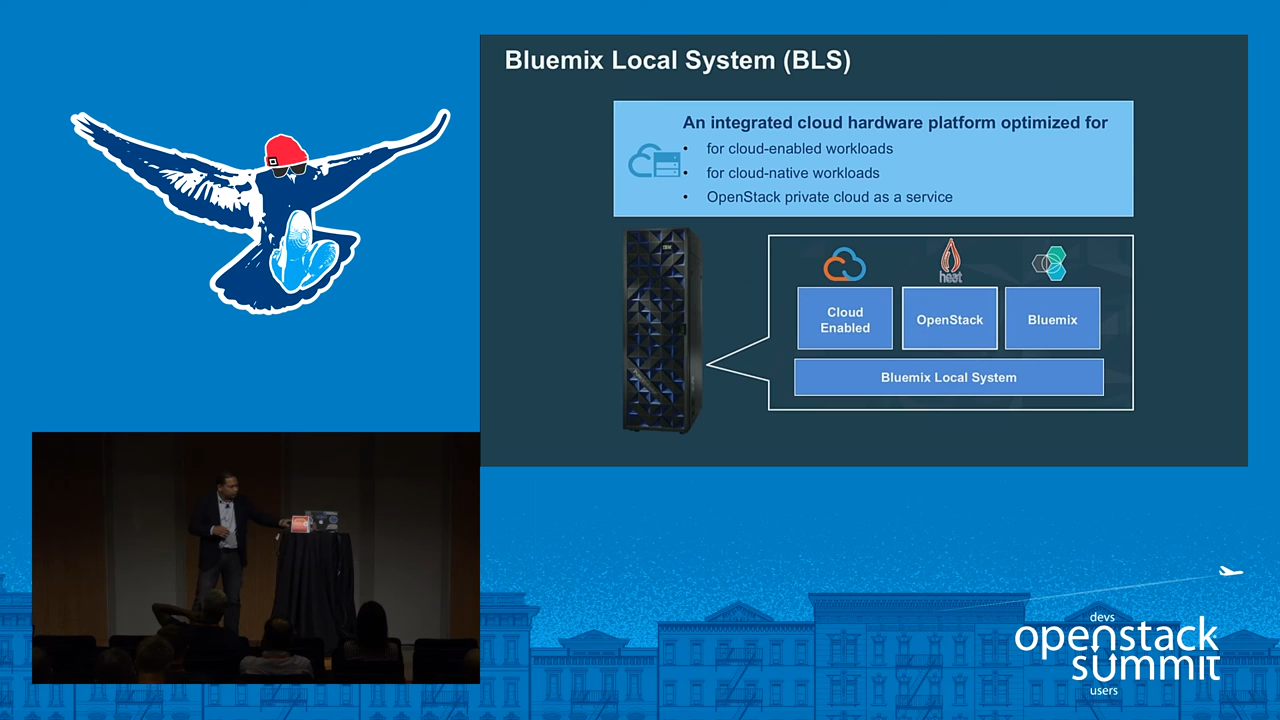 Bluemix Local System (BLS)
An integrated cloud hardware platform optimized for
• for cloud-enabled workloads
• for cloud-native workloads
• OpenStack private cloud as a service
IBM
heat
Cloud
Enabled
OpenStack
Bluemix
Bluemix Local System
devs
openstack
summit
users